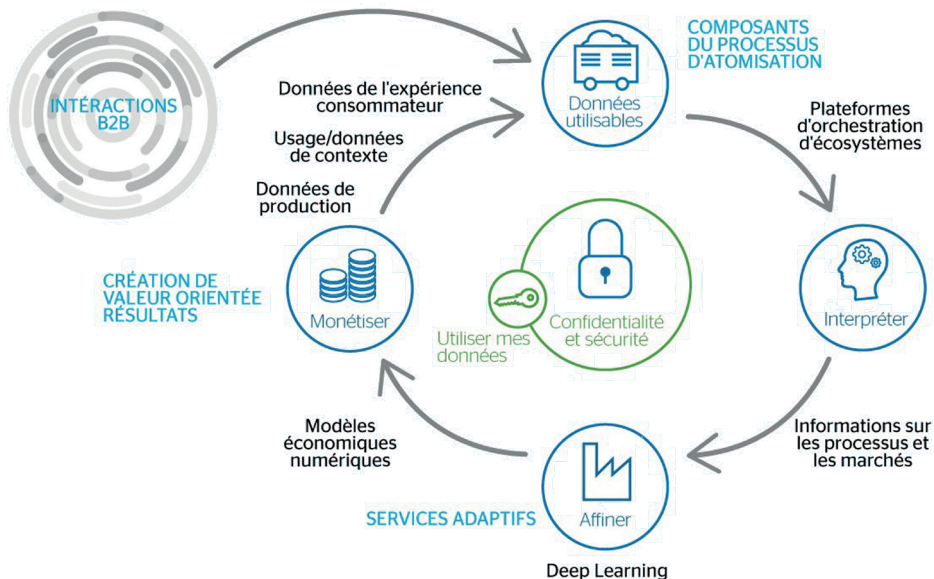 INTÉRACTIONS
B2B
Données de l'expérience
consommateur
Usage/données
de contexte
Données de
production
Données
utilisables
COMPOSANTS
DU PROCESSUS
D'ATOMISATION
Plateformes
d'orchestration
d'écosystèmes
CRÉATION DE
VALEUR ORIENTÉE
RÉSULTATS
Monétiser
Utiliser mes
données
Confidentialité
et sécurité
Interpréter
Modèles
économiques
numériques
Informations sur
les processus et
les marchés
SERVICES ADAPTIFS
Affiner
Deep Learning